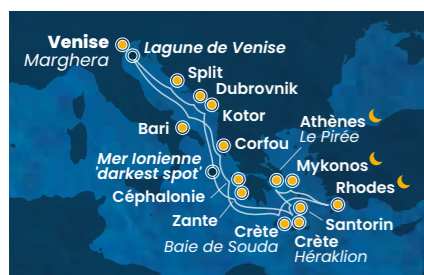 Venise
Marghera
Lagune de Venise
Split
Dubrovnik
Kotor
Bari
Athènes
Le Pirée
Corfou
Mer Ionienne
'darkest spot'
Mykonos
Rhodes
Céphalonie
Zante
Santorin
Crète
Baie de Souda
Crète
Héraklion